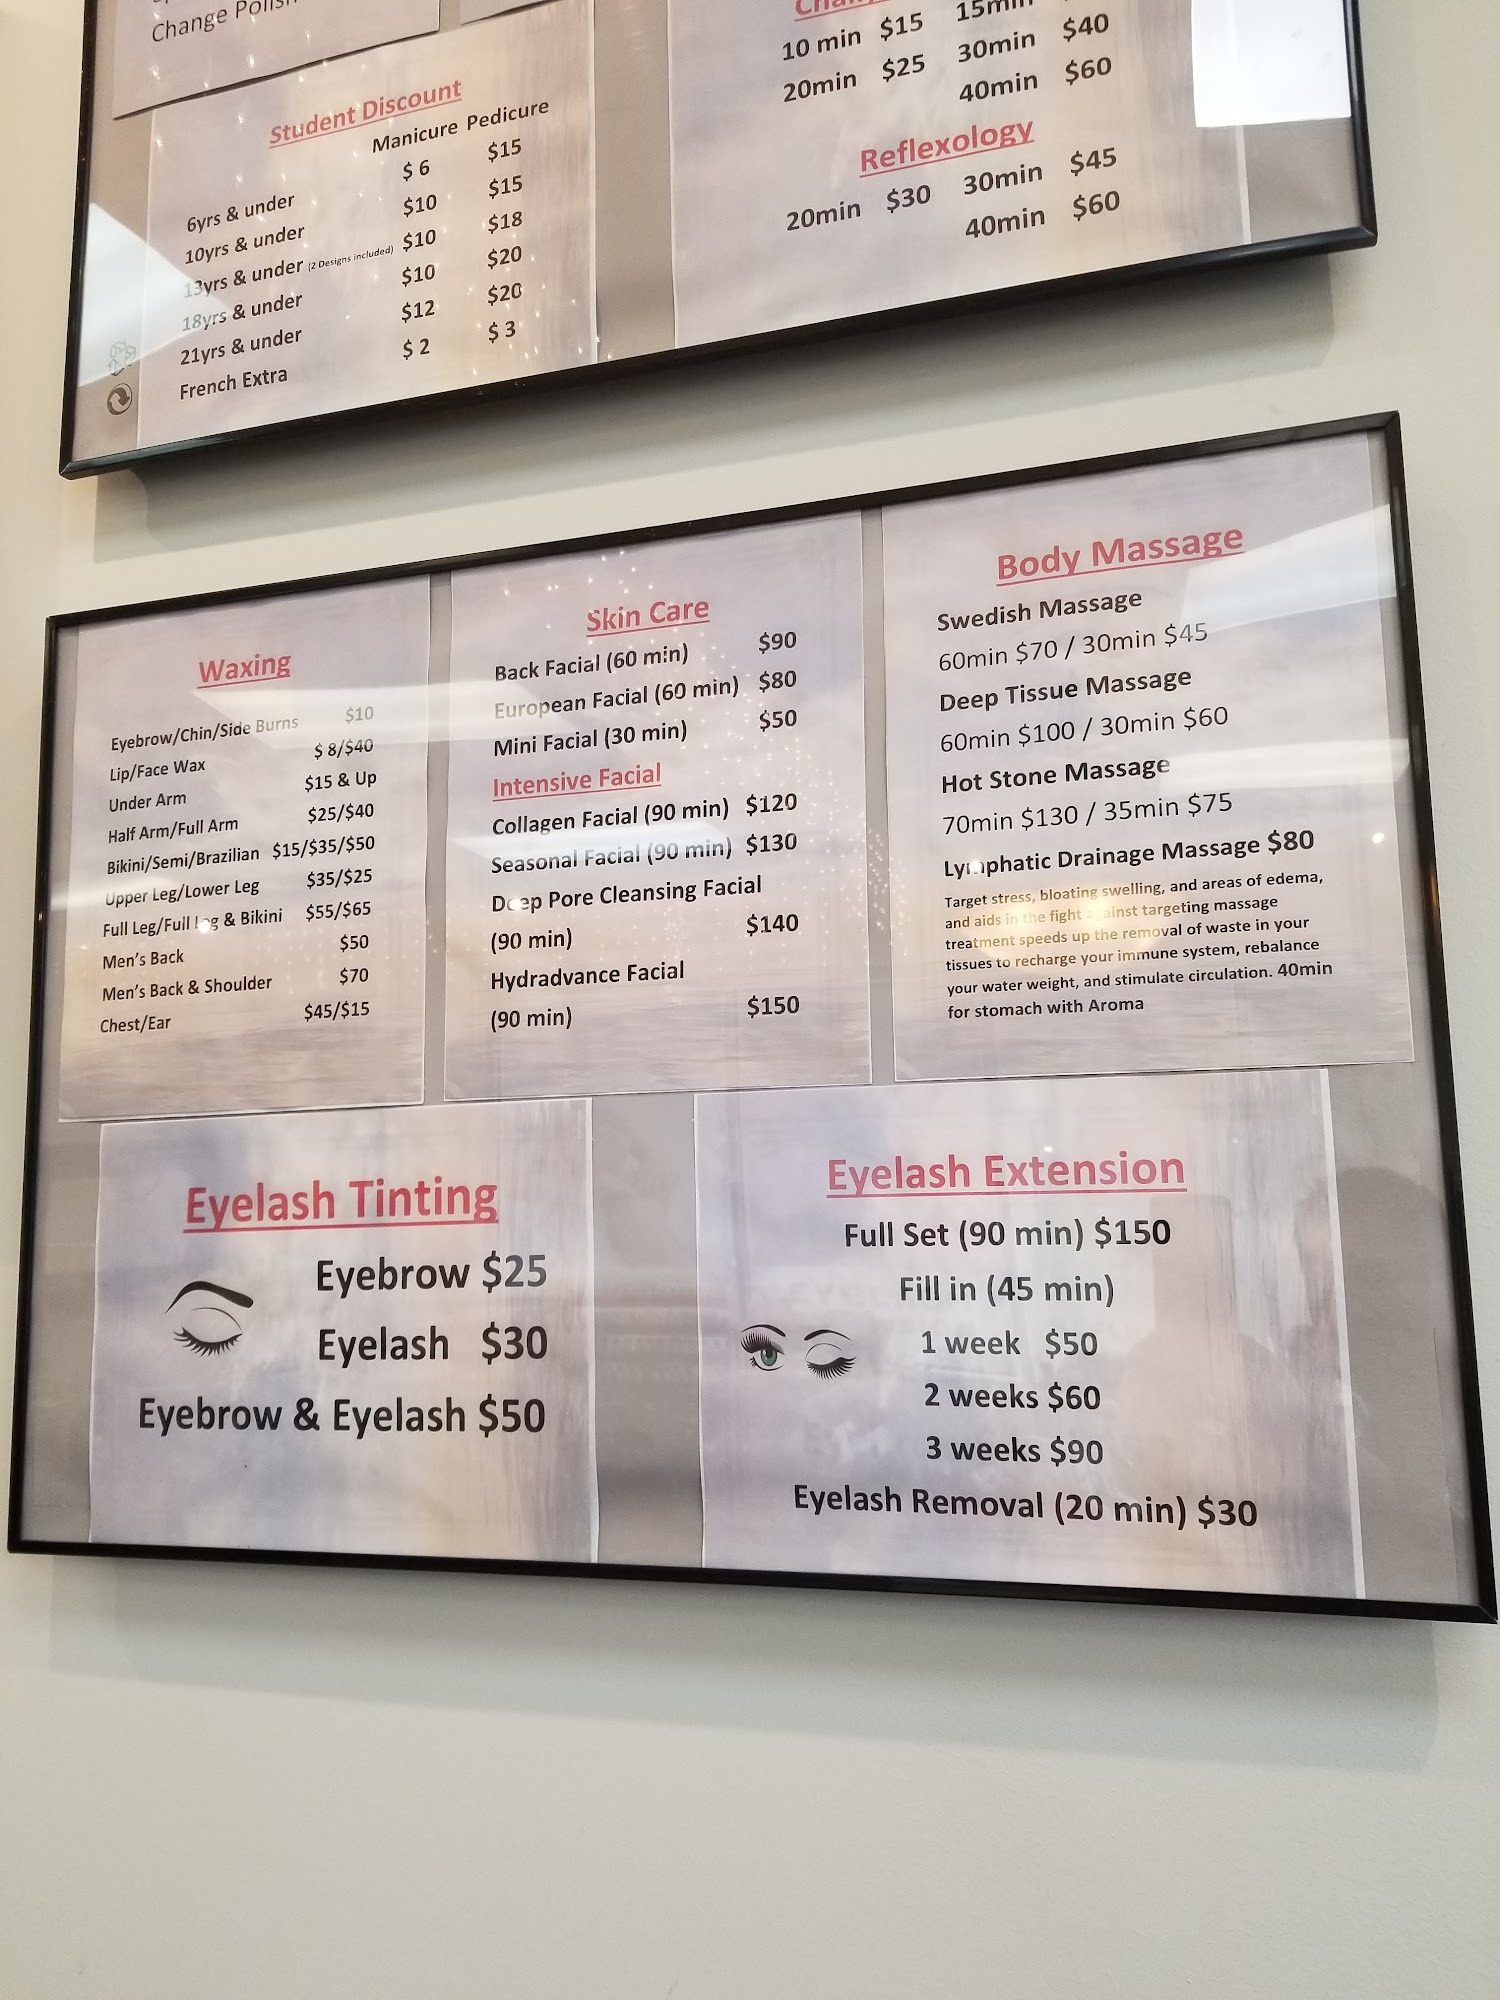 Change
Student Discount
Manicure Pedicure
6yrs & under $ 6 $15
10yrs & under $10 $15
13yrs & under (2 Designs included) $10 $18
18yrs & under $10 $20
21yrs & under $12 $20
French Extra $ 2 $ 3
10 min $15 15min
20min $25 30min $40
40min $60
Reflexology
20min $30 30min $45
40min $60
Waxing
Eyebrow/Chin/Side Burns $10
Lip/Face Wax $ 8/$40
Under Arm $15 & Up
Half Arm/Full Arm $25/$40
Bikini/Semi/Brazilian $15/$35/$50
Upper Leg/Lower Leg $35/$25
Full Leg/Full Leg & Bikini $55/$65
Men's Back $50
Men's Back & Shoulder $70
Chest/Ear $45/$15
Skin Care
Back Facial (60 min) $90
European Facial (60 min) $80
Mini Facial (30 min) $50
Intensive Facial
Collagen Facial (90 min) $120
Seasonal Facial (90 min) $130
Deep Pore Cleansing Facial
(90 min) $140
Hydradvance Facial
(90 min) $150
Body Massage
Swedish Massage
60min $70 / 30min $45
Deep Tissue Massage
60min $100 / 30min $60
Hot Stone Massage
70min $130 / 35min $75
Lymphatic Drainage Massage $80
Target stress, bloating swelling, and areas of edema,
and aids in the fight against targeting massage
treatment speeds up the removal of waste in your
tissues to recharge your immune system, rebalance
your water weight, and stimulate circulation. 40min
for stomach with Aroma
Eyelash Tinting
Eyebrow $25
Eyelash $30
Eyebrow & Eyelash $50
Eyelash Extension
Full Set (90 min) $150
Fill in (45 min)
1 week $50
2 weeks $60
3 weeks $90
Eyelash Removal (20 min) $30